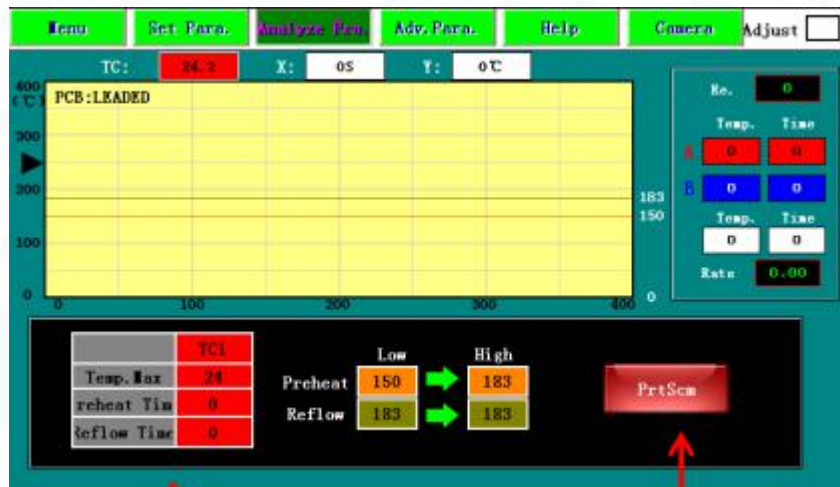 Menu Set Para. Analyze Pro. Adv.Para. Help Camera Adjust
TC: 24.2 X: 0S Y: 0℃
400
(℃)
PCB:LEADED
300
200
100
0
183
150
0
0 100 200 300 400
Re. 0
Temp. Time
A 0 0
B 0 0
Temp. Time
0 0
Rate 0.00
TC1
Temp.Max 24
reheat Tim 0
Reflow Time 0
Low High
Preheat 150 183
Reflow 183 183
PrtScm